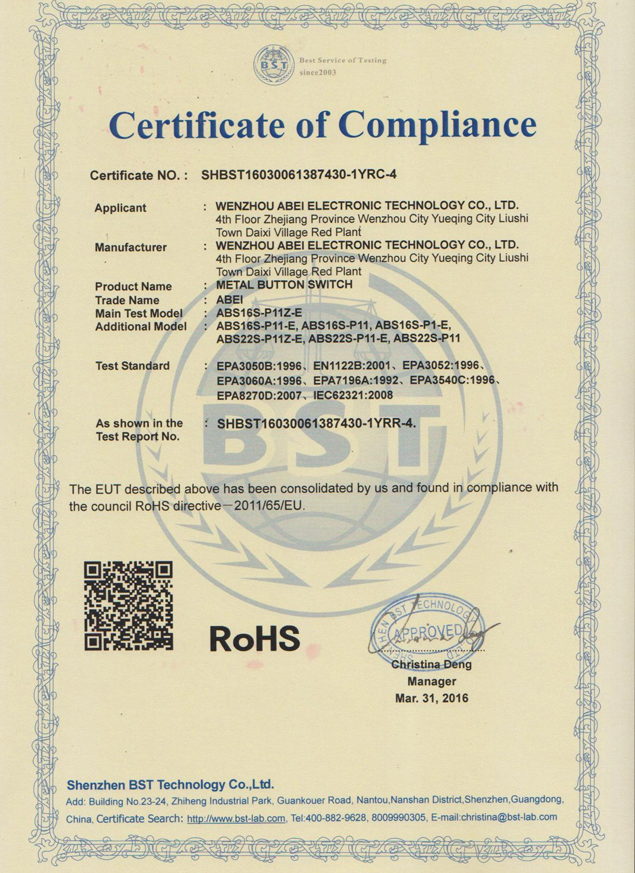 BST
Best Service of Testing
since2003
Certificate of Compliance
Certificate NO. : SHBST16030061387430-1YRC-4
Applicant : WENZHOU ABEI ELECTRONIC TECHNOLOGY CO., LTD.
4th Floor Zhejiang Province Wenzhou City Yueqing City Liushi
Town Daixi Village Red Plant
Manufacturer : WENZHOU ABEI ELECTRONIC TECHNOLOGY CO., LTD.
4th Floor Zhejiang Province Wenzhou City Yueqing City Liushi
Town Daixi Village Red Plant
Product Name : METAL BUTTON SWITCH
Trade Name : ABEI
Main Test Model : ABS16S-P11Z-E
Additional Model : ABS16S-P11-E, ABS16S-P11, ABS16S-P1-E,
ABS22S-P11Z-E, ABS22S-P11-E, ABS22S-P11
Test Standard : EPA3050B:1996、EN1122B:2001、EPA3052:1996、
EPA3060A:1996、EPA7196A:1992、EPA3540C:1996、
EPA8270D:2007、IEC62321:2008
As shown in the : SHBST16030061387430-1YRR-4.
Test Report No.
BST
The EUT described above has been consolidated by us and found in compliance with
the council RoHS directive－2011/65/EU.
RoHS
APPROVED
Christina Deng
Manager
Mar. 31, 2016
Shenzhen BST Technology Co.,Ltd.
Add: Building No.23-24, Zhiheng Industrial Park, Guankouer Road, Nantou,Nanshan District,Shenzhen,Guangdong,
China, Certificate Search: http://www.bst-lab.com, Tel:400-882-9628, 8009990305, E-mail:christina@bst-lab.com